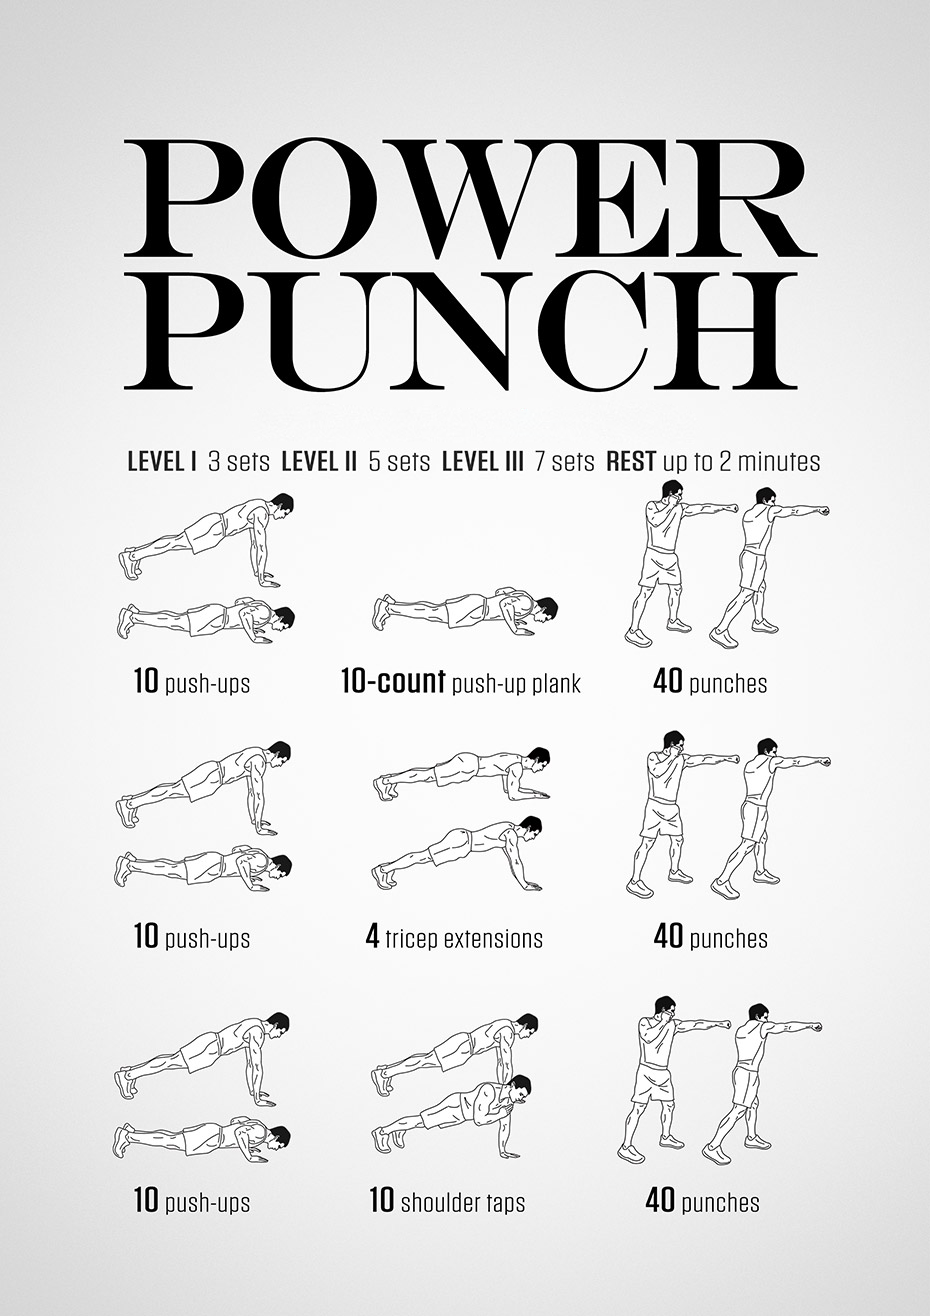 POWER
PUNCH
LEVEL I 3 sets LEVEL II 5 sets LEVEL III 7 sets REST up to 2 minutes
10 push-ups 10-count push-up plank 40 punches
10 push-ups 4 tricep extensions 40 punches
10 push-ups 10 shoulder taps 40 punches